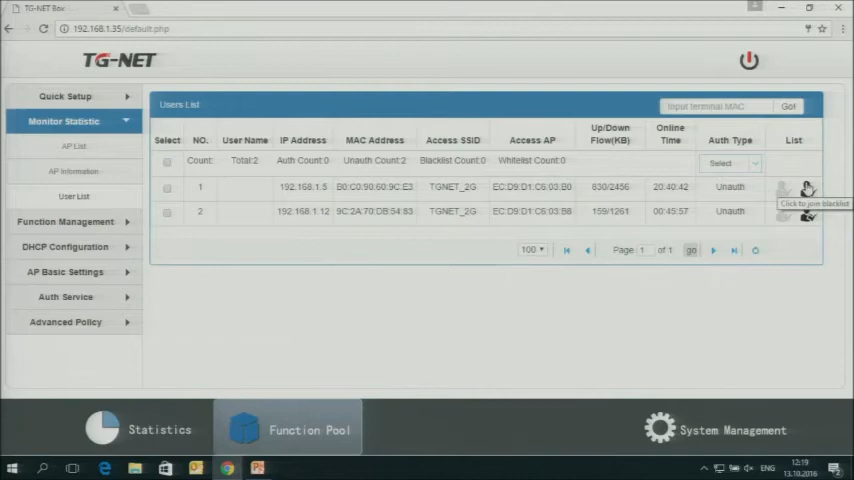 TG-NET Box
192.168.1.35/default.php
TG-NET
Quick Setup
Monitor Statistic
AP List
AP Information
User List
Function Management
DHCP Configuration
AP Basic Settings
Auth Service
Advanced Policy
Users List
Input terminal MAC
Go!
Select NO. User Name IP Address MAC Address Access SSID Access AP Up/Down Flow(KB) Online Time Auth Type List
Count: Total:2 Auth Count:0 Unauth Count:2 Blacklist Count:0 Whitelist Count:0 Select
1 192.168.1.5 B0:C0:90:60:9C:E3 TGNET_2G EC:D9:D1:C6:03:B0 830/2456 20:40:42 Unauth
Click to join blacklist
2 192.168.1.12 9C:2A:70:DB:54:83 TGNET_2G EC:D9:D1:C6:03:B8 159/1261 00:45:57 Unauth
100 Page 1 of 1 go
Statistics
Function Pool
System Management
ENG
12:19
13.10.2016